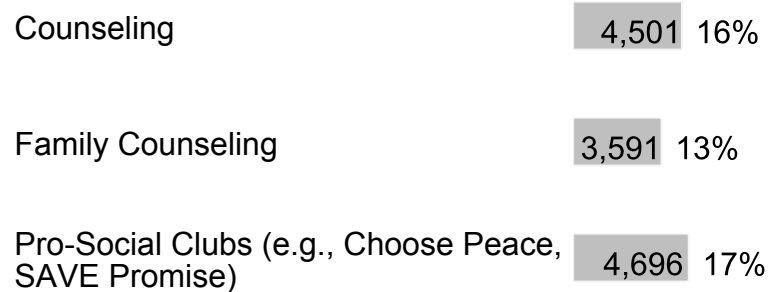 Counseling 4,501 16%
Family Counseling 3,591 13%
Pro-Social Clubs (e.g., Choose Peace,
SAVE Promise) 4,696 17%